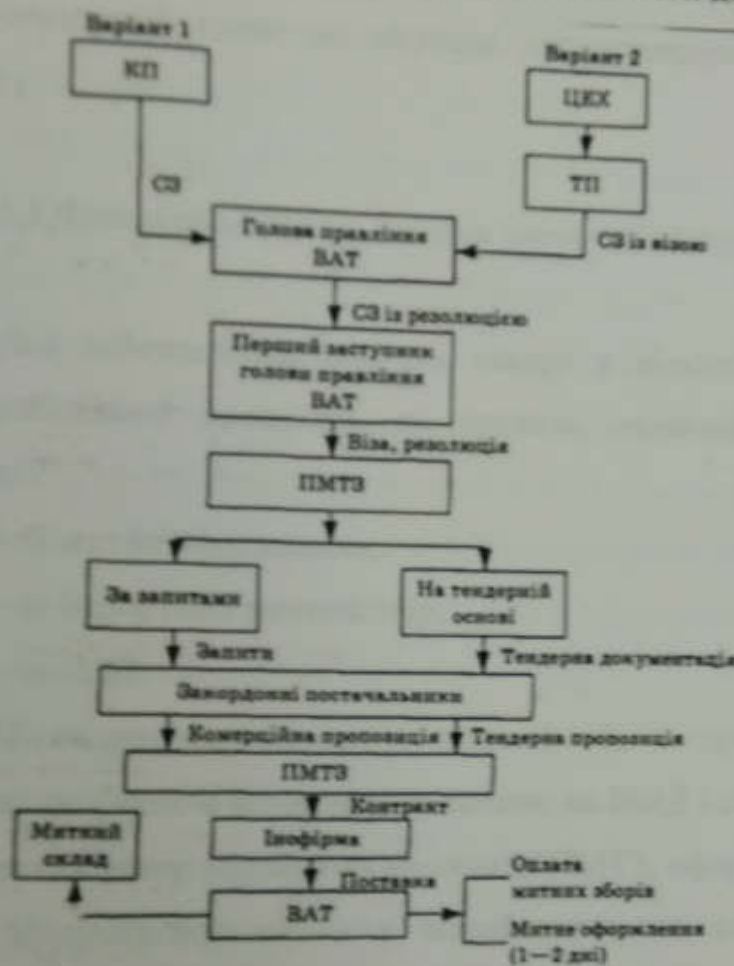 Варіант 1
КП
Варіант 2
ЦКХ
ТП
СЗ
СЗ із візою
Голова правління
ВАТ
СЗ із резолюцією
Перший заступник
голови правління
ВАТ
Віза, резолюція
ПМТЗ
За запитами
На тендерній
основі
Запити
Тендерна документація
Закордонні постачальники
Комерційна пропозиція
Тендерна пропозиція
ПМТЗ
Контракт
Митний
склад
Інофірма
Поставка
ВАТ
Оплата
митних зборів
Митне оформлення
(1—2 дні)